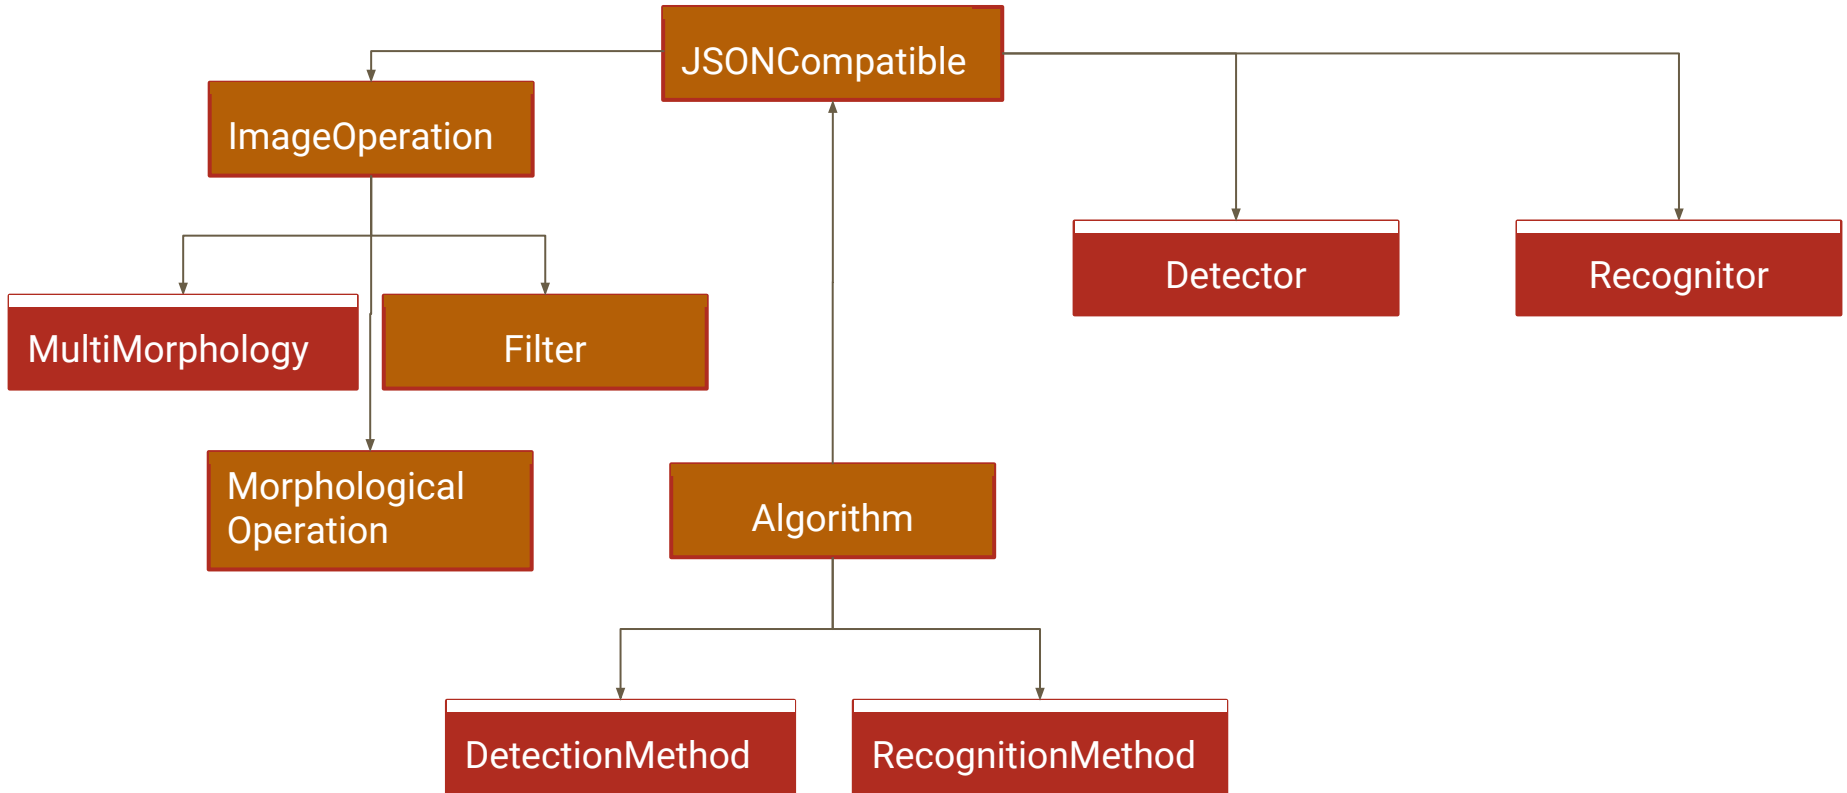 JSONCompatible
ImageOperation
Detector
Recognitor
MultiMorphology
Filter
Morphological
Operation
Algorithm
DetectionMethod
RecognitionMethod